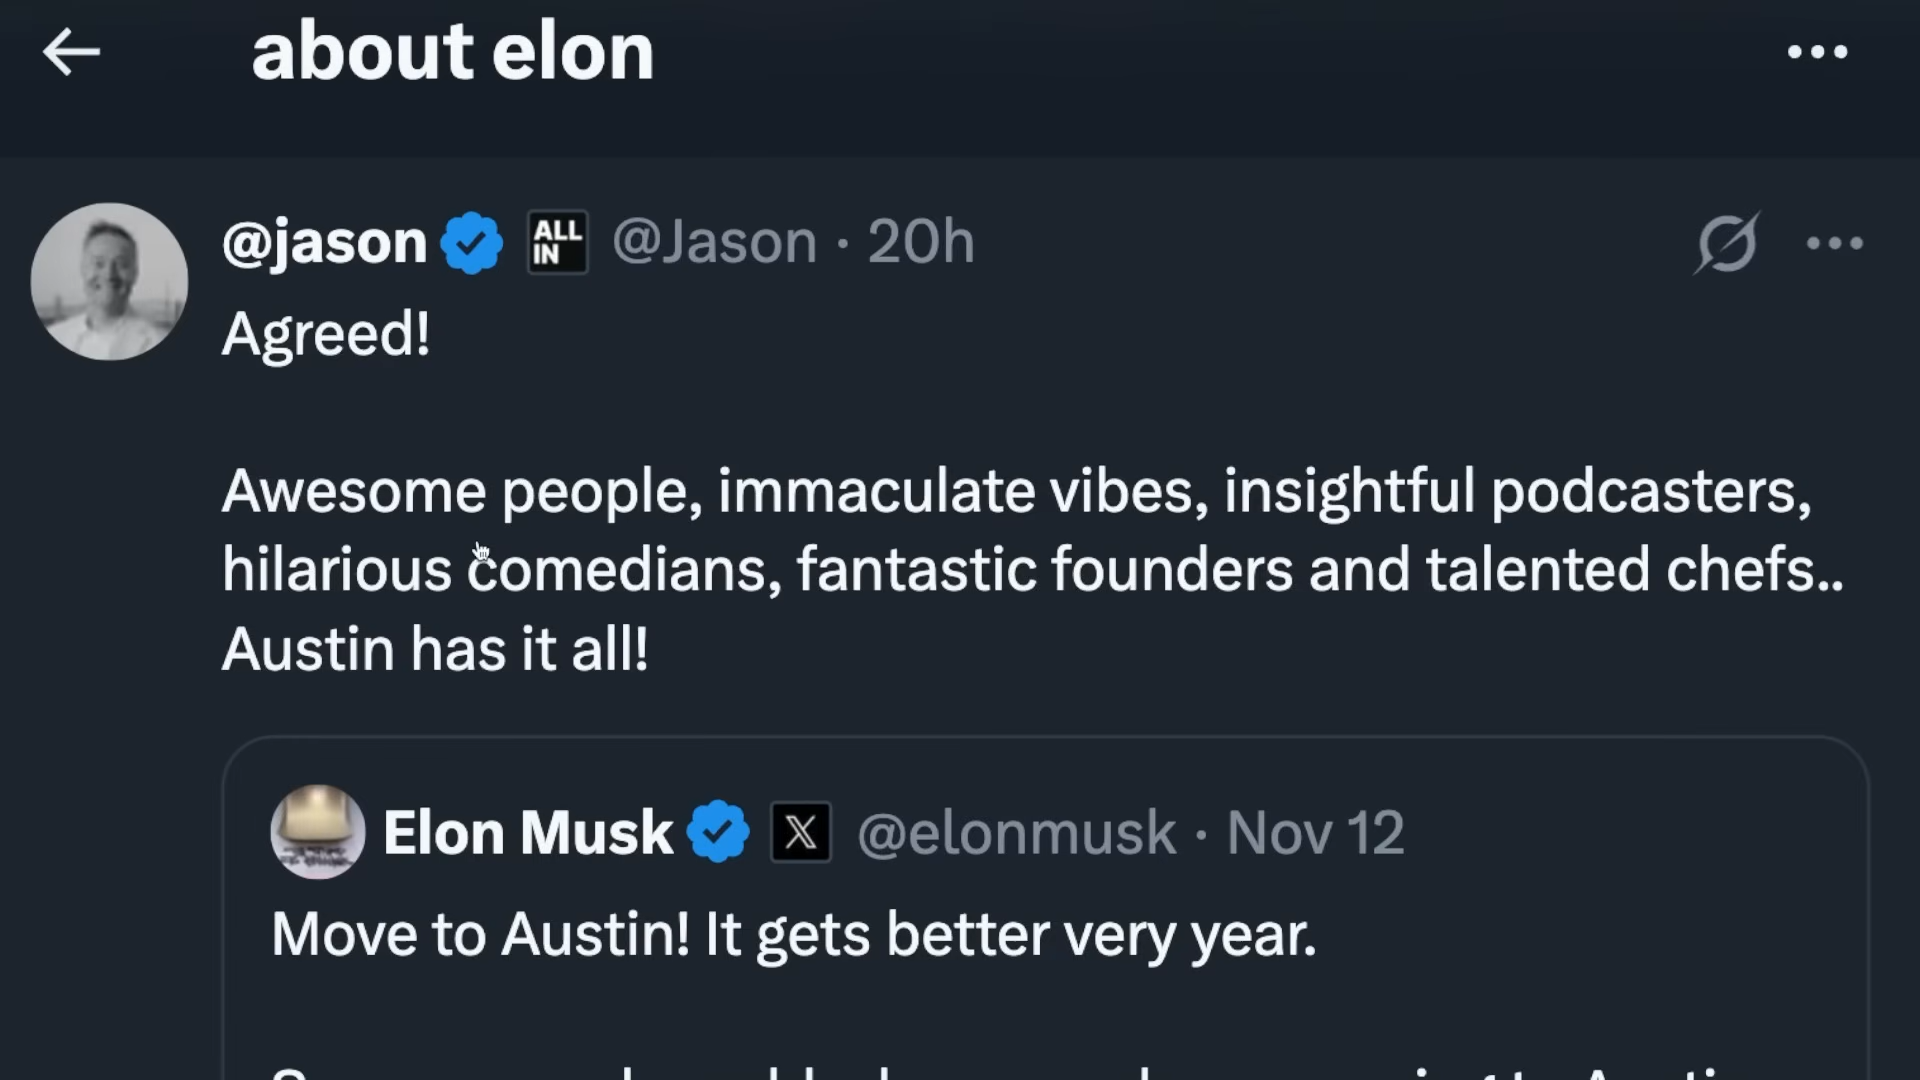 about elon
@jason ALL IN @Jason · 20h
Agreed!
Awesome people, immaculate vibes, insightful podcasters,
hilarious comedians, fantastic founders and talented chefs..
Austin has it all!
Elon Musk X @elonmusk · Nov 12
Move to Austin! It gets better very year.